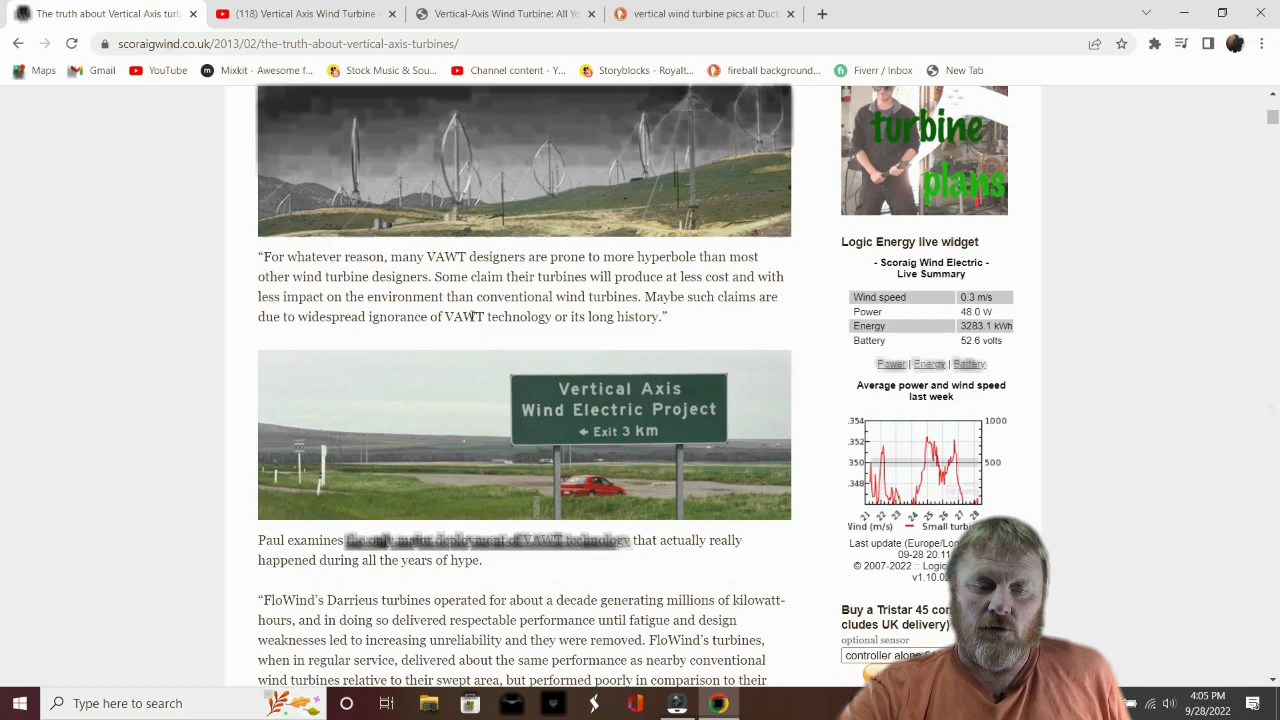 The Truth about Vertical Axis turb
(118)
Vertical-Axis Wind Turbine: All Yo
vertical wind turbine pics at Duck
scoraigwind.co.uk/2013/02/the-truth-about-vertical-axis-turbines/
Maps
Gmail
YouTube
Mixkit - Awesome f...
Stock Music & Sou...
Channel content - Y...
Storyblocks - Royalt...
fireball background...
Fiverr / Inbox
New Tab
turbine
plans
“For whatever reason, many VAWT designers are prone to more hyperbole than most
other wind turbine designers. Some claim their turbines will produce at less cost and with
less impact on the environment than conventional wind turbines. Maybe such claims are
due to widespread ignorance of VAWT technology or its long history.”
Vertical Axis
Wind Electric Project
Exit 3 km
Paul examines the only major deployment of VAWT technology that actually really
happened during all the years of hype.
“FloWind’s Darrieus turbines operated for about a decade generating millions of kilowatt-
hours, and in doing so delivered respectable performance until fatigue and design
weaknesses led to increasing unreliability and they were removed. FloWind’s turbines,
when in regular service, delivered about the same performance as nearby conventional
wind turbines relative to their swept area, but performed poorly in comparison to their
Logic Energy live widget
- Scoraig Wind Electric -
Live Summary
Wind speed 0.3 m/s
Power 48.0 W
Energy 3283.1 kWh
Battery 52.6 volts
Power | Energy | Battery
Average power and wind speed
last week
.354
.352
.350
.348
1000
500
21 22 23 24 25 26 27 28
Wind (m/s)
Small turbi
Last update (Europe/Lon
09-28 20:11
© 2007-2022 :: Logic
v1.10.02
Buy a Tristar 45 con
cludes UK delivery)
optional sensor
controller alone
Type here to search
4:05 PM
9/28/2022